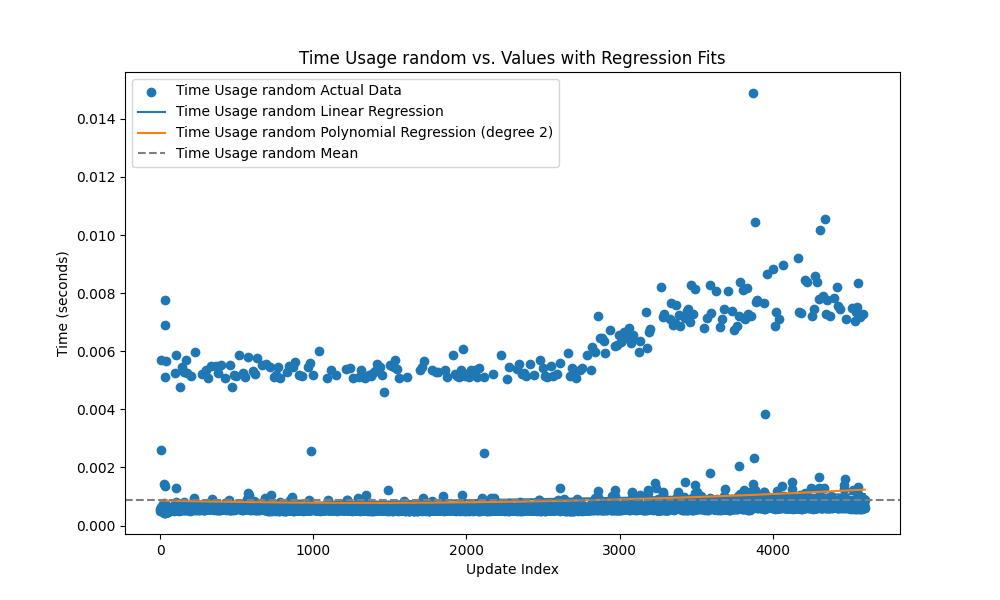 Time Usage random vs. Values with Regression Fits
Time Usage random Actual Data
Time Usage random Linear Regression
Time Usage random Polynomial Regression (degree 2)
Time Usage random Mean
Time (seconds)
0.014
0.012
0.010
0.008
0.006
0.004
0.002
0.000
0 1000 2000 3000 4000
Update Index